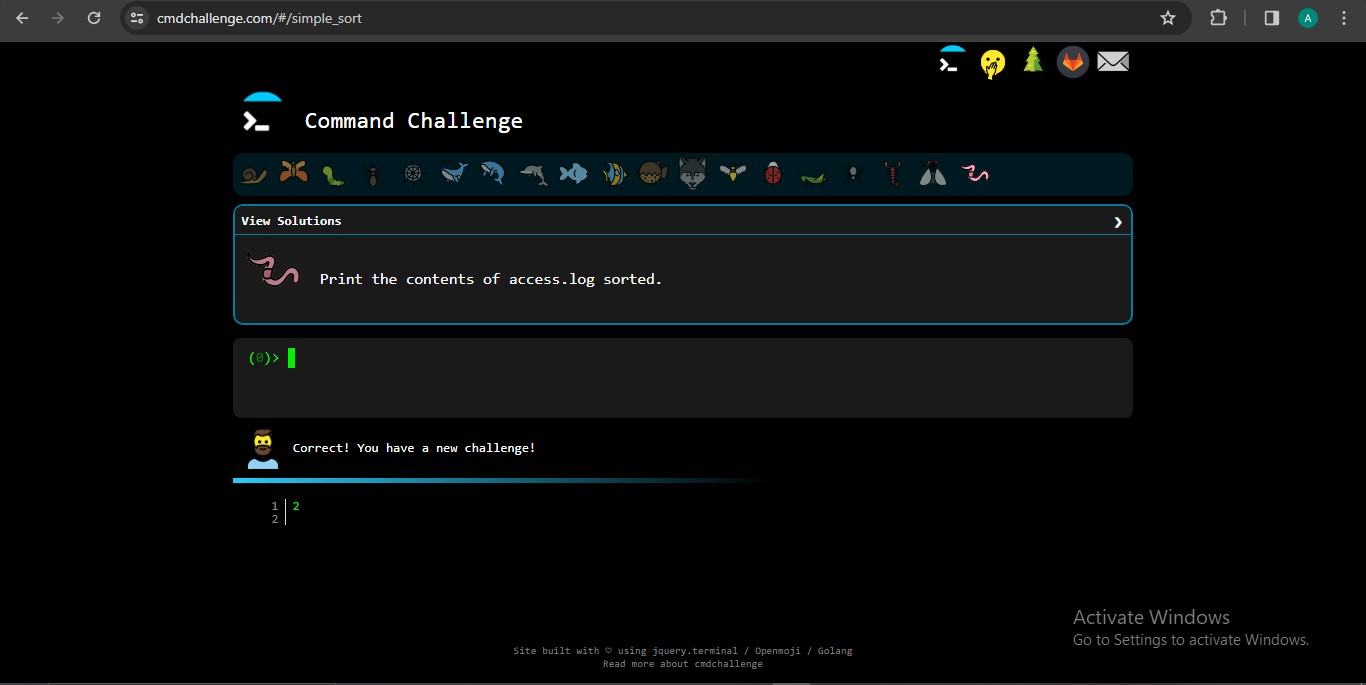 cmdchallenge.com/#/simple_sort
A
Command Challenge
View Solutions
Print the contents of access.log sorted.
(0)>
Correct! You have a new challenge!
1 2
2
Activate Windows
Go to Settings to activate Windows.
Site built with ♡ using jquery.terminal / Openmoji / Golang
Read more about cmdchallenge